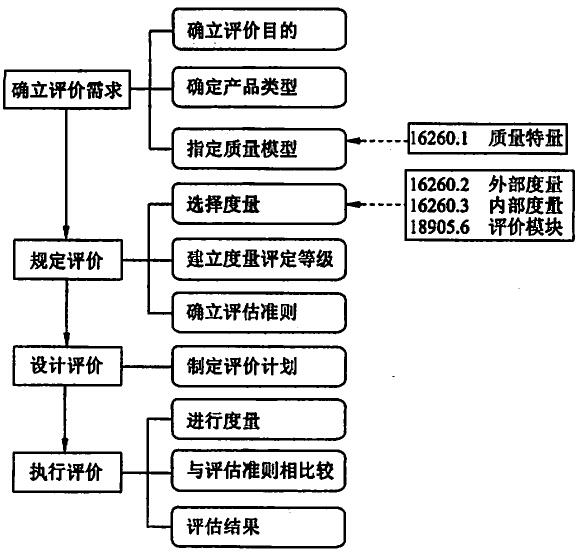 确立评价目的
确立评价需求
确定产品类型
指定质量模型
16260.1 质量特量
选择度量
16260.2 外部度量
16260.3 内部度量
18905.6 评价模块
规定评价
建立度量评定等级
确立评估准则
设计评价
制定评价计划
进行度量
执行评价
与评估准则相比较
评估结果